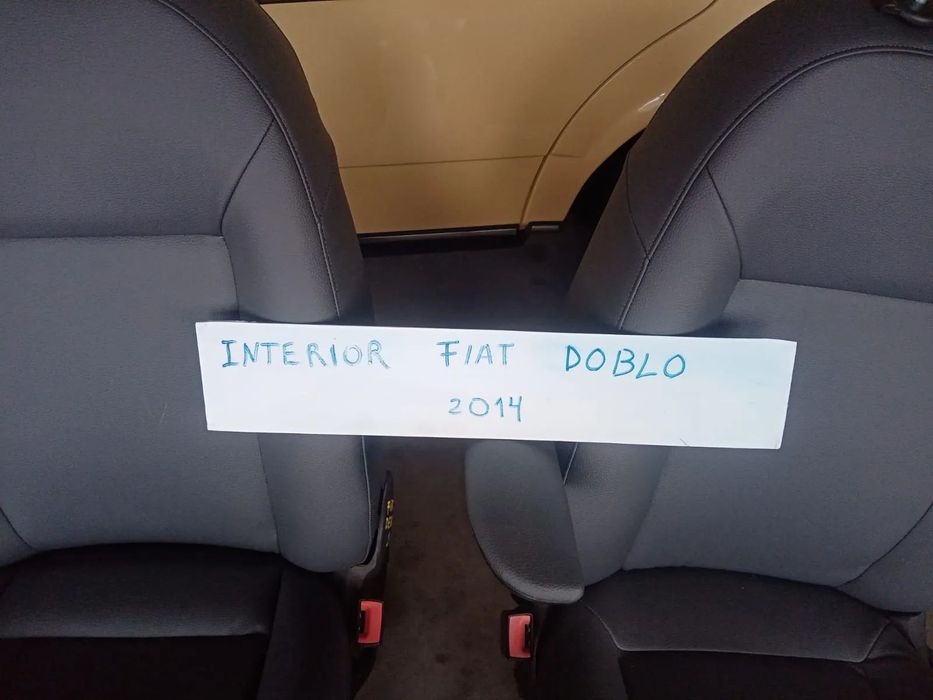 INTERIOR FIAT DOBLO
2014